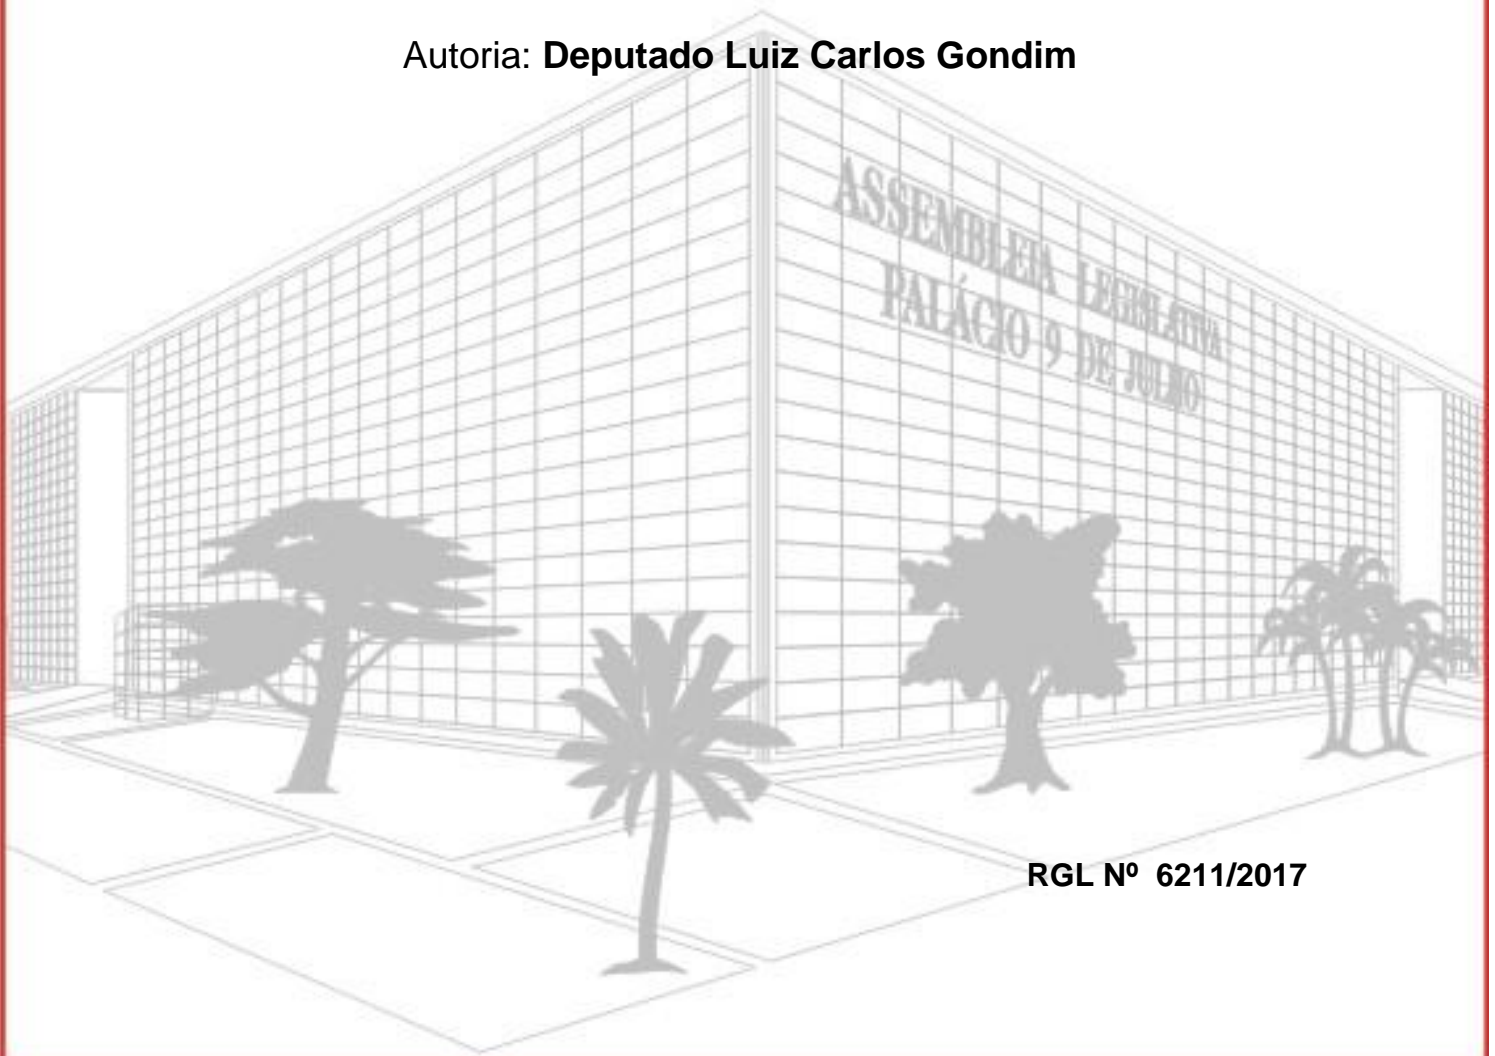 Autoria: Deputado Luiz Carlos Gondim
ASSEMBLEIA LEGISLATIVA
PALÁCIO 9 DE JULHO
RGL Nº 6211/2017